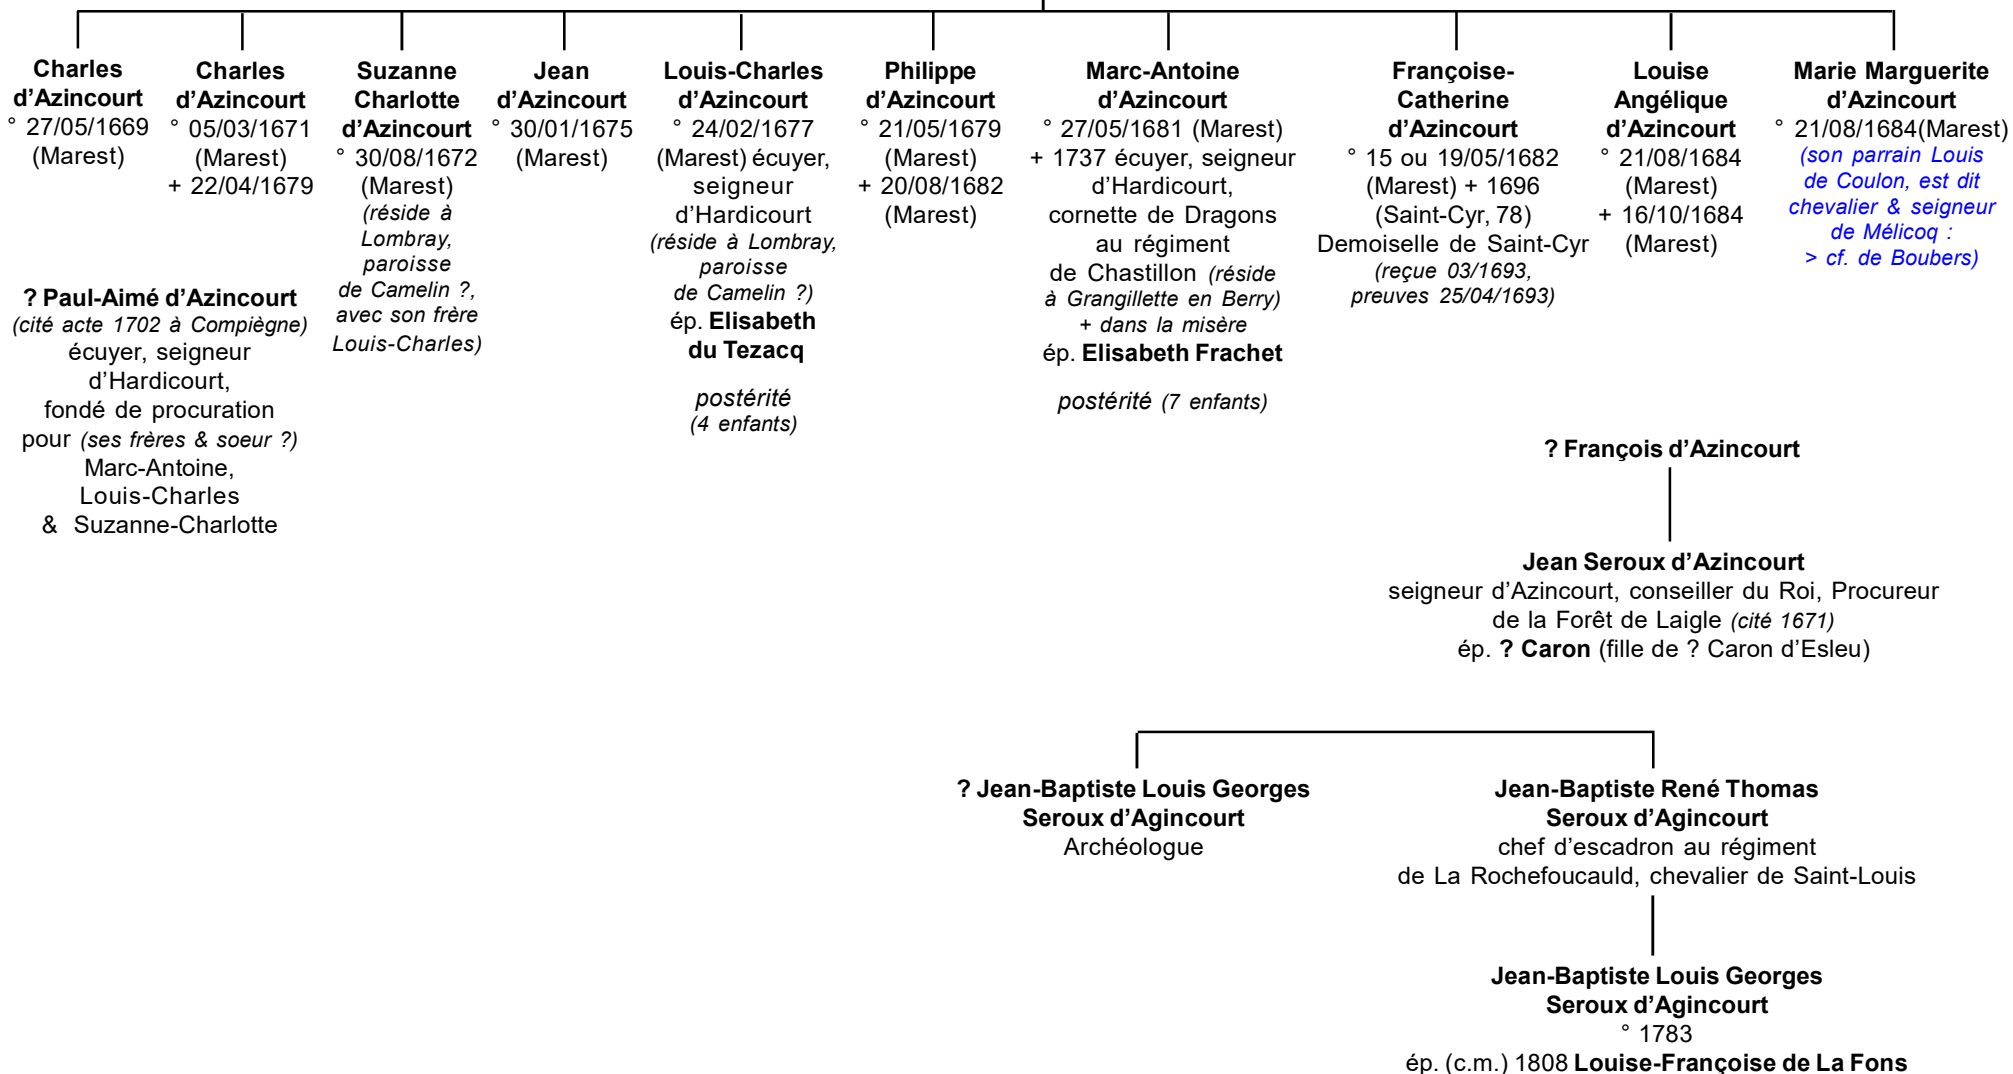 Charles
d’Azincourt
° 27/05/1669
(Marest)
Charles
d’Azincourt
° 05/03/1671
(Marest)
+ 22/04/1679
Suzanne
Charlotte
d’Azincourt
° 30/08/1672
(Marest)
(réside à
Lombray,
paroisse
de Camelin ?,
avec son frère
Louis-Charles)
Jean
d’Azincourt
° 30/01/1675
(Marest)
Louis-Charles
d’Azincourt
° 24/02/1677
(Marest) écuyer,
seigneur
d’Hardicourt
(réside à Lombray,
paroisse
de Camelin ?)
ép. Elisabeth
du Tezacq
postérité
(4 enfants)
Philippe
d’Azincourt
° 21/05/1679
(Marest)
+ 20/08/1682
(Marest)
Marc-Antoine
d’Azincourt
° 27/05/1681 (Marest)
+ 1737 écuyer, seigneur
d’Hardicourt,
cornette de Dragons
au régiment
de Chastillon (réside
à Grangillette en Berry)
+ dans la misère
ép. Elisabeth Frachet
postérité (7 enfants)
Françoise-
Catherine
d’Azincourt
° 15 ou 19/05/1682
(Marest) + 1696
(Saint-Cyr, 78)
Demoiselle de Saint-Cyr
(reçue 03/1693,
preuves 25/04/1693)
Louise
Angélique
d’Azincourt
° 21/08/1684
(Marest)
+ 16/10/1684
(Marest)
Marie Marguerite
d’Azincourt
° 21/08/1684(Marest)
(son parrain Louis
de Coulon, est dit
chevalier & seigneur
de Mélicoq :
> cf. de Boubers)
? Paul-Aimé d’Azincourt
(cité acte 1702 à Compiègne)
écuyer, seigneur
d’Hardicourt,
fondé de procuration
pour (ses frères & soeur ?)
Marc-Antoine,
Louis-Charles
& Suzanne-Charlotte
? François d’Azincourt
Jean Seroux d’Azincourt
seigneur d’Azincourt, conseiller du Roi, Procureur
de la Forêt de Laigle (cité 1671)
ép. ? Caron (fille de ? Caron d’Esleu)
? Jean-Baptiste Louis Georges
Seroux d’Agincourt
Archéologue
Jean-Baptiste René Thomas
Seroux d’Agincourt
chef d’escadron au régiment
de La Rochefoucauld, chevalier de Saint-Louis
Jean-Baptiste Louis Georges
Seroux d’Agincourt
° 1783
ép. (c.m.) 1808 Louise-Françoise de La Fons